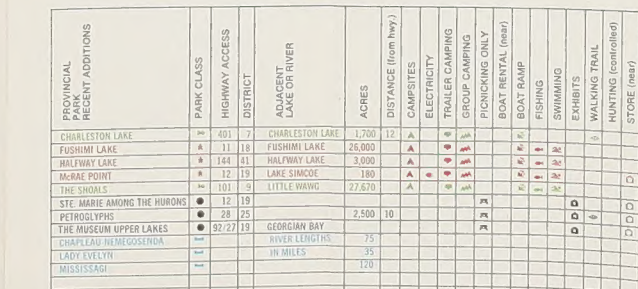 PROVINCIAL PARK RECENT ADDITIONS PARK CLASS HIGHWAY ACCESS DISTRICT ADJACENT LAKE OR RIVER ACRES DISTANCE (from hwy.) CAMPSITES ELECTRICITY TRAILER CAMPING GROUP CAMPING PICNICKING ONLY BOAT RENTAL (near) BOAT RAMP FISHING SWIMMING EXHIBITS WALKING TRAIL HUNTING (controlled) STORE (near)
CHARLESTON LAKE 401 7 CHARLESTON LAKE 1,700 12
FUSHIMI LAKE 11 18 FUSHIMI LAKE 26,000
HALFWAY LAKE 144 41 HALFWAY LAKE 3,000
McRAE POINT 12 19 LAKE SIMCOE 180
THE SHOALS 101 9 LITTLE WAWG 27,670
STE. MARIE AMONG THE HURONS 12 19
PETROGLYPHS 28 25 2,500 10
THE MUSEUM UPPER LAKES 92/27 19 GEORGIAN BAY
CHAPLEAU NEMEGOSENDA RIVER LENGTHS 75
LADY EVELYN IN MILES 35
MISSISSAGI 120